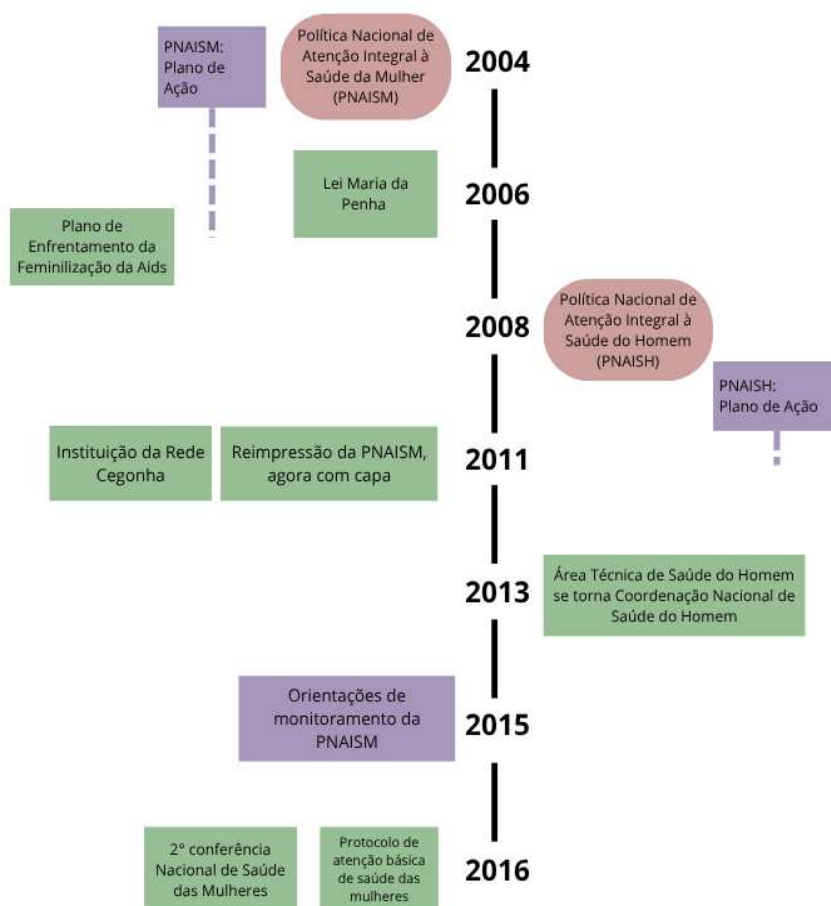 PNAISM:
Plano de
Ação
Política Nacional de
Atenção Integral à
Saúde da Mulher
(PNAISM)
2004
Lei Maria da
Penha
2006
Plano de
Enfrentamento da
Feminilização da Aids
2008
Política Nacional de
Atenção Integral à
Saúde do Homem
(PNAISH)
PNAISH:
Plano de Ação
Instituição da Rede
Cegonha
Reimpressão da PNAISM,
agora com capa
2011
2013
Área Técnica de Saúde do Homem
se torna Coordenação Nacional de
Saúde do Homem
Orientações de
monitoramento da
PNAISM
2015
2° conferência
Nacional de Saúde
das Mulheres
Protocolo de
atenção básica
de saúde das
mulheres
2016